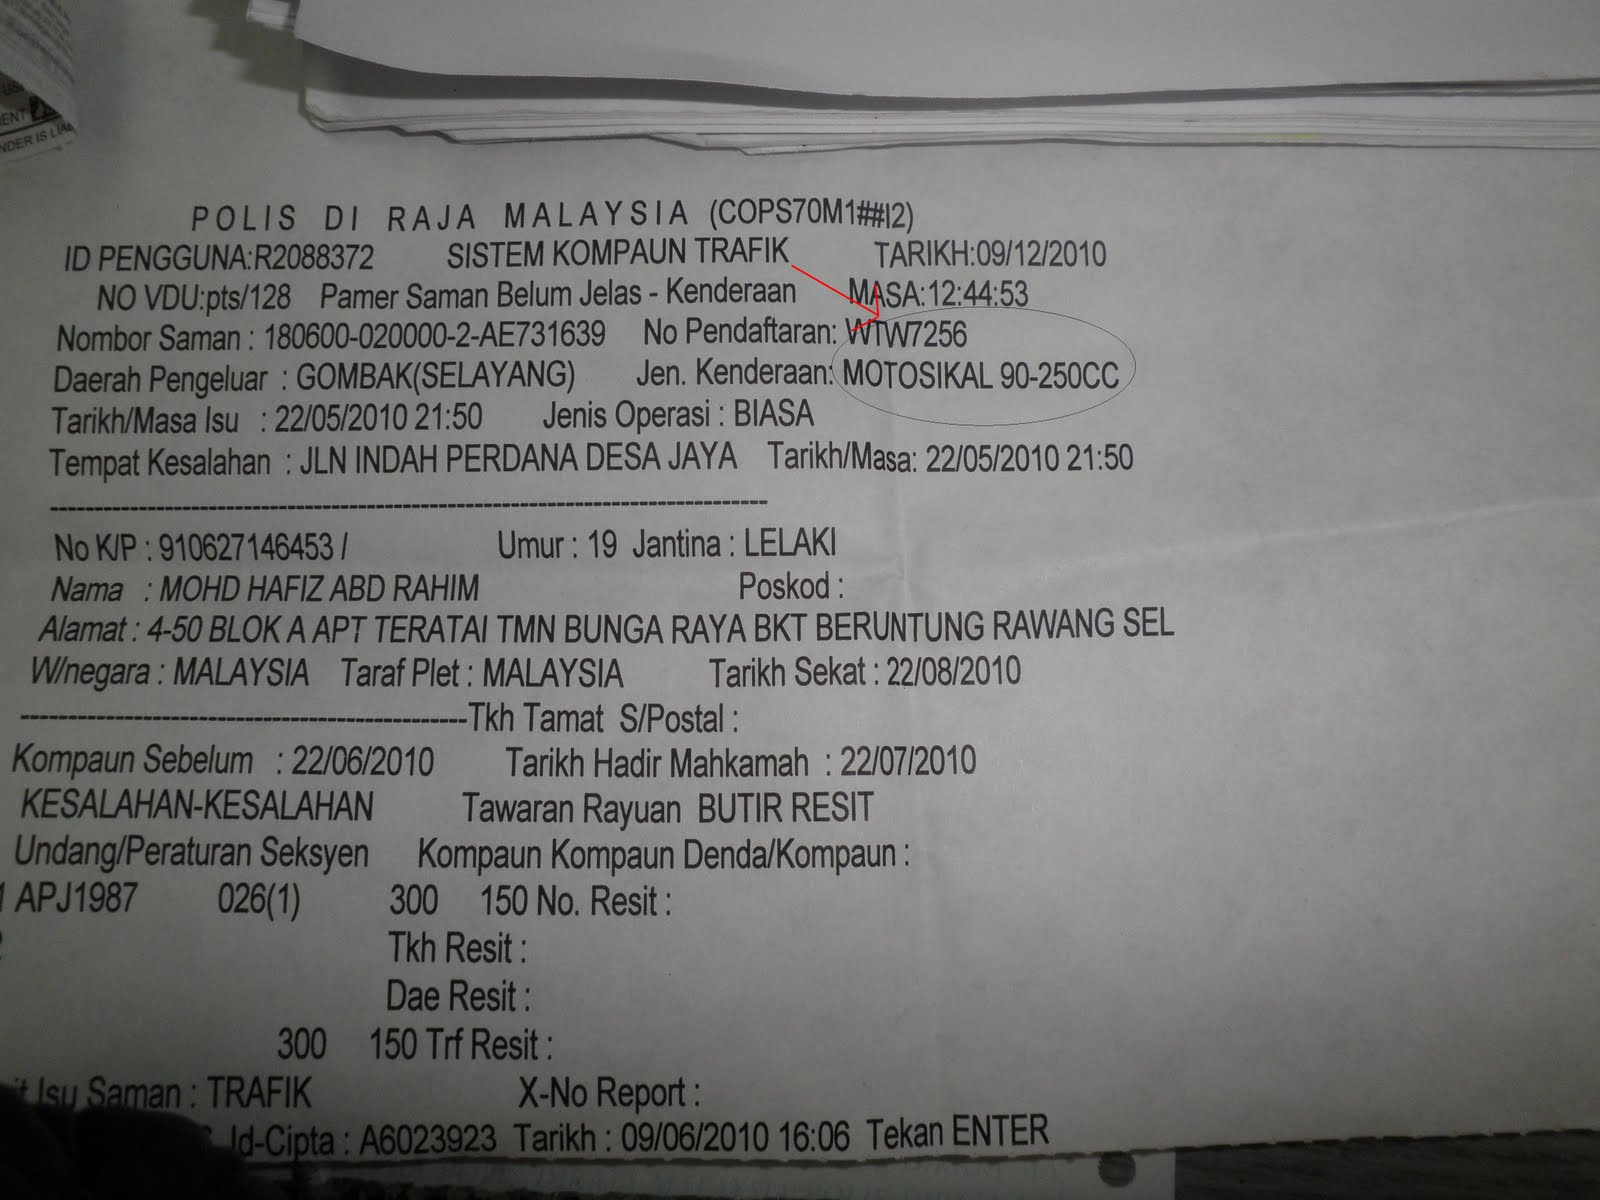 ENT
NDER IS LIA
POLIS DI RAJA MALAYSIA (COPS70M1##I2)
ID PENGGUNA:R2088372 SISTEM KOMPAUN TRAFIK TARIKH:09/12/2010
NO VDU:pts/128 Pamer Saman Belum Jelas - Kenderaan MASA:12:44:53
Nombor Saman : 180600-020000-2-AE731639 No Pendaftaran: WTW7256
Daerah Pengeluar : GOMBAK(SELAYANG) Jen. Kenderaan: MOTOSIKAL 90-250CC
Tarikh/Masa Isu : 22/05/2010 21:50 Jenis Operasi : BIASA
Tempat Kesalahan : JLN INDAH PERDANA DESA JAYA Tarikh/Masa: 22/05/2010 21:50
--------------------------------------------------------------------------------
No K/P : 910627146453 / Umur : 19 Jantina : LELAKI
Nama : MOHD HAFIZ ABD RAHIM Poskod :
Alamat : 4-50 BLOK A APT TERATAI TMN BUNGA RAYA BKT BERUNTUNG RAWANG SEL
W/negara : MALAYSIA Taraf Plet : MALAYSIA Tarikh Sekat : 22/08/2010
--------------------------------------------------Tkh Tamat S/Postal :
Kompaun Sebelum : 22/06/2010 Tarikh Hadir Mahkamah : 22/07/2010
KESALAHAN-KESALAHAN Tawaran Rayuan BUTIR RESIT
Undang/Peraturan Seksyen Kompaun Kompaun Denda/Kompaun :
1 APJ1987 026(1) 300 150 No. Resit :
Tkh Resit :
Dae Resit :
300 150 Trf Resit :
it Isu Saman : TRAFIK X-No Report :
Id-Cipta : A6023923 Tarikh : 09/06/2010 16:06 Tekan ENTER